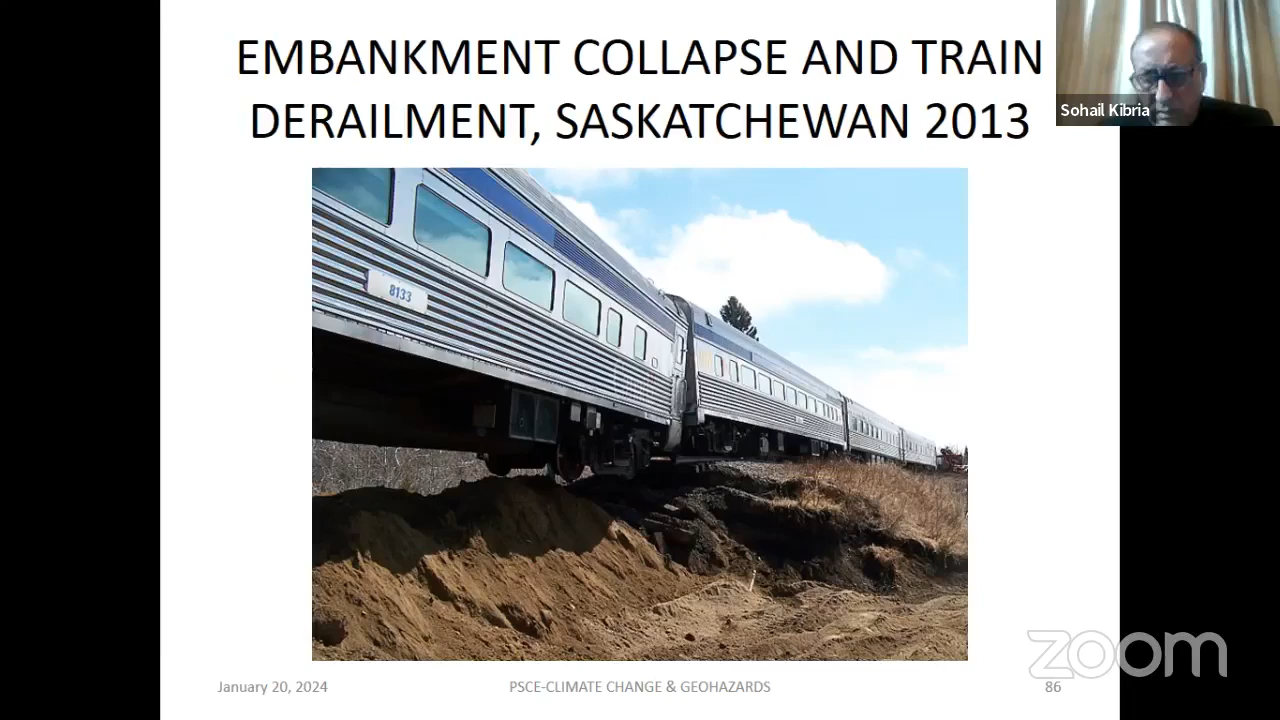 EMBANKMENT COLLAPSE AND TRAIN
DERAILMENT, SASKATCHEWAN 2013
Sohail Kibria
8133
zoom
January 20, 2024
PSCE-CLIMATE CHANGE & GEOHAZARDS
86